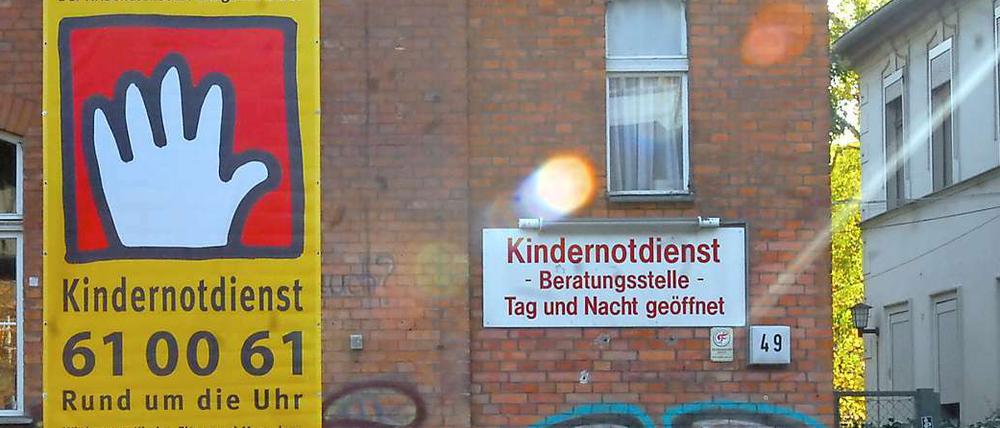 Kindernotdienst
61 00 61
Rund um die Uhr
Kindernotdienst
- Beratungsstelle -
Tag und Nacht geöffnet
49